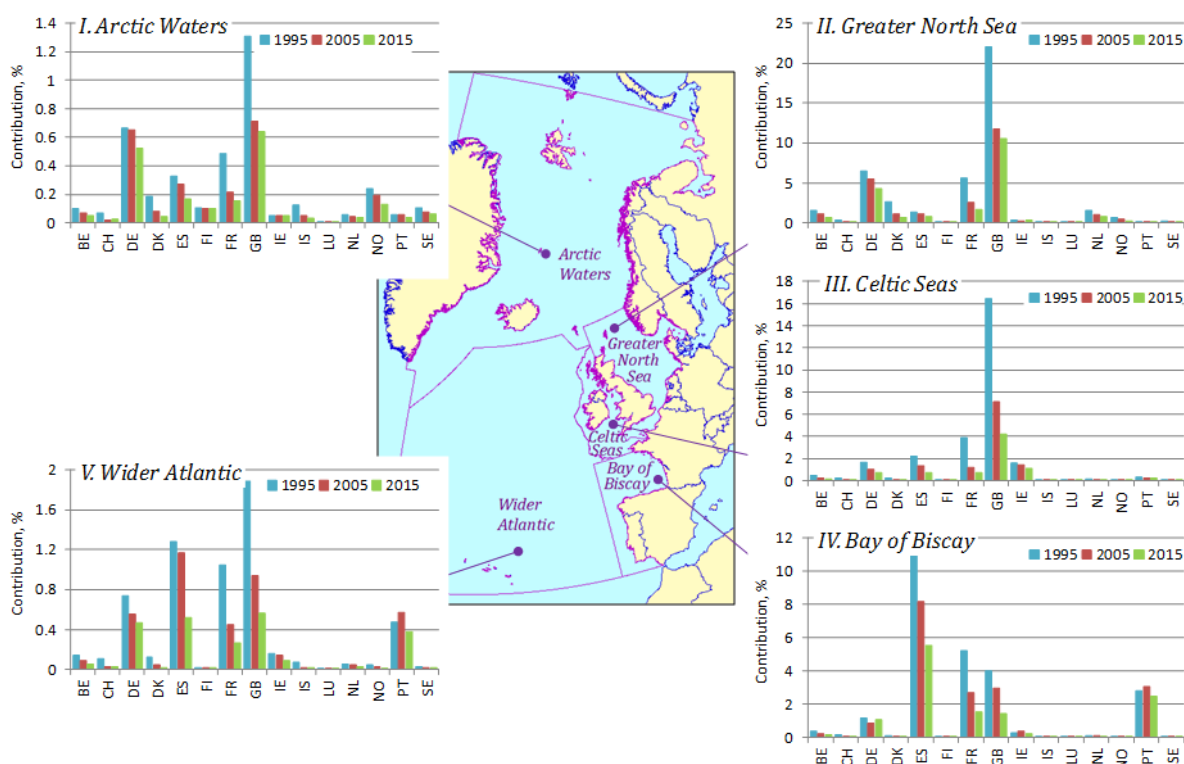 I. Arctic Waters
1995 2005 2015
Contribution, %
1.4
1.2
1
0.8
0.6
0.4
0.2
0
BE CH DE DK ES FI FR GB IE IS LU NL NO PT SE
II. Greater North Sea
1995 2005 2015
Contribution, %
25
20
15
10
5
0
BE CH DE DK ES FI FR GB IE IS LU NL NO PT SE
Arctic
Waters
Greater
North
Sea
Celtic
Seas
Bay of
Biscay
Wider
Atlantic
III. Celtic Seas
1995 2005 2015
Contribution, %
18
16
14
12
10
8
6
4
2
0
BE CH DE DK ES FI FR GB IE IS LU NL NO PT SE
V. Wider Atlantic
1995 2005 2015
Contribution, %
2
1.6
1.2
0.8
0.4
0
BE CH DE DK ES FI FR GB IE IS LU NL NO PT SE
IV. Bay of Biscay
1995 2005 2015
Contribution, %
12
10
8
6
4
2
0
BE CH DE DK ES FI FR GB IE IS LU NL NO PT SE